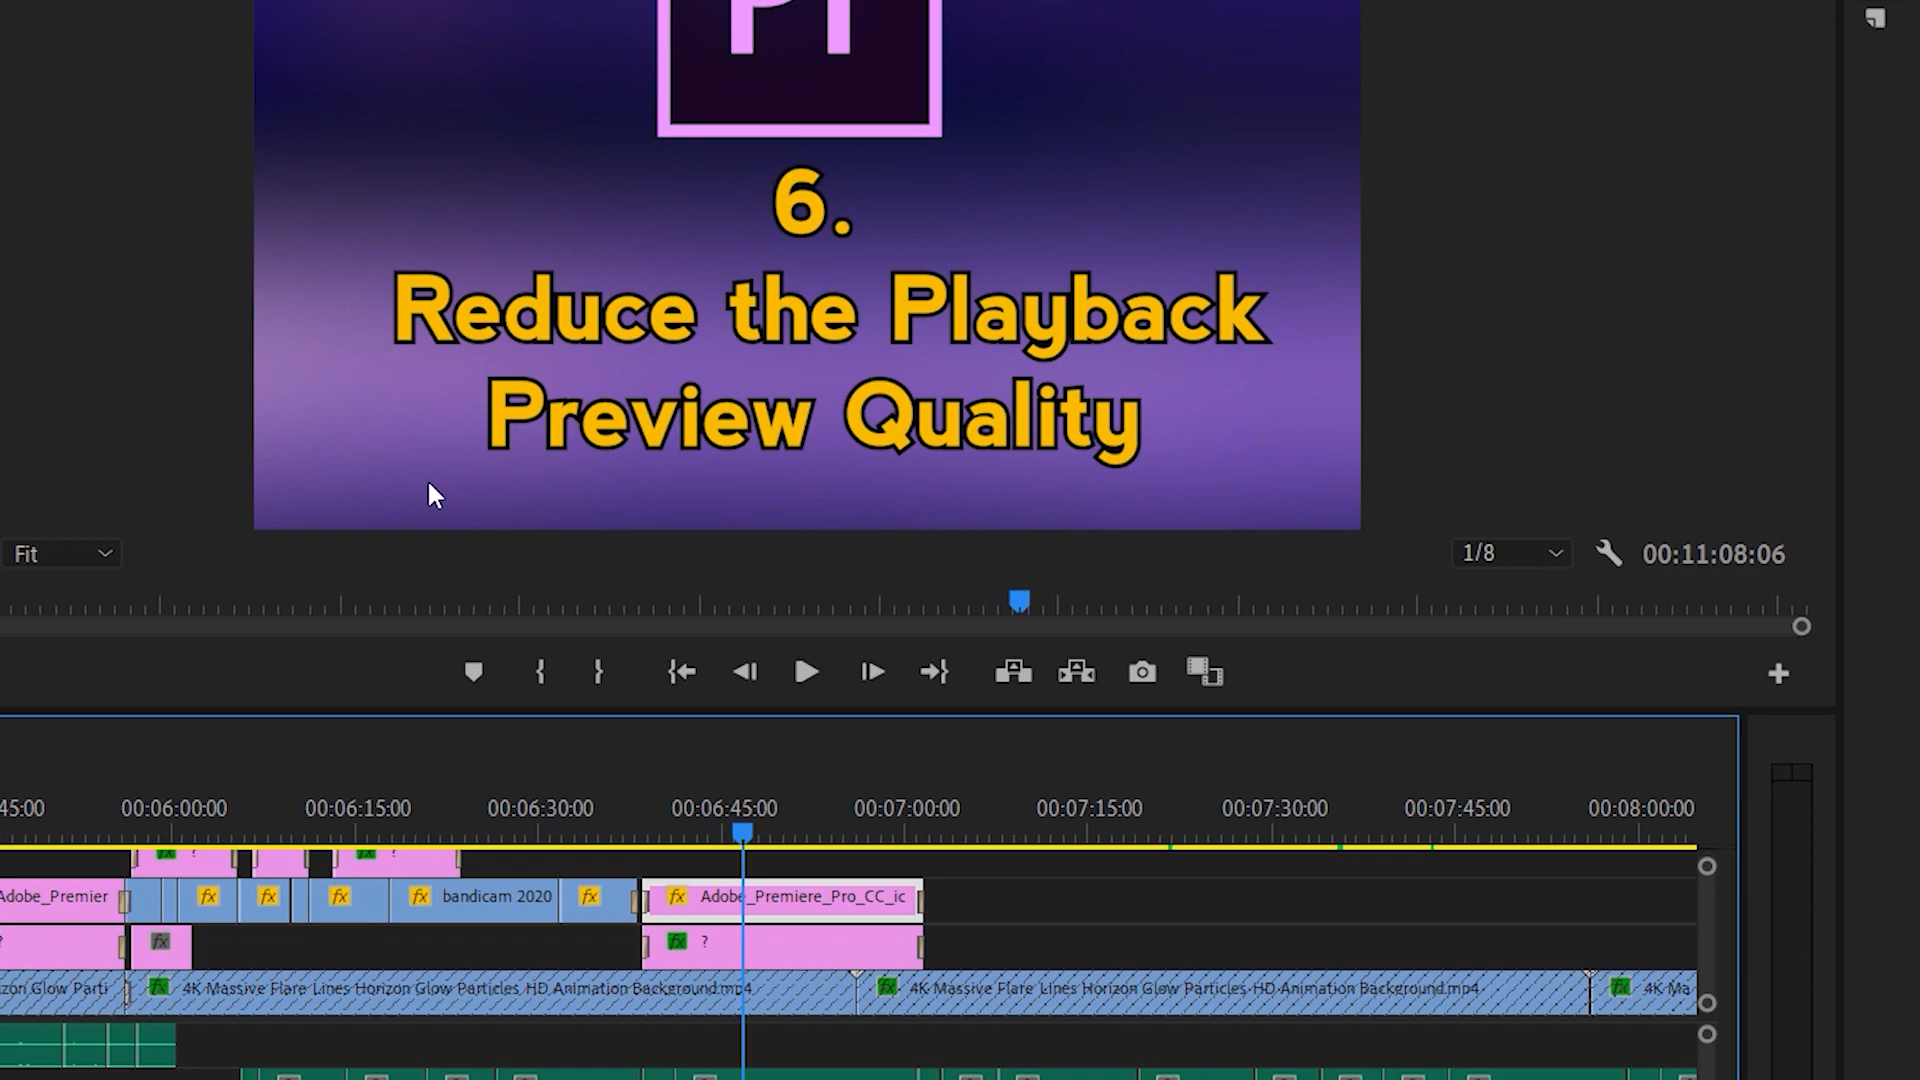 Pr
6.
Reduce the Playback
Preview Quality
Fit
1/8
00:11:08:06
45:00
00:06:00:00
00:06:15:00
00:06:30:00
00:06:45:00
00:07:00:00
00:07:15:00
00:07:30:00
00:07:45:00
00:08:00:00
fx ?
fx ?
Adobe_Premier
fx
fx
fx
fx bandicam 2020
fx
fx Adobe_Premiere_Pro_CC_ic
?
fx
fx ?
zon Glow Parti
fx 4K Massive Flare Lines Horizon Glow Particles HD Animation Background.mp4
fx 4K Massive Flare Lines Horizon Glow Particles HD Animation Background.mp4
fx 4K Ma